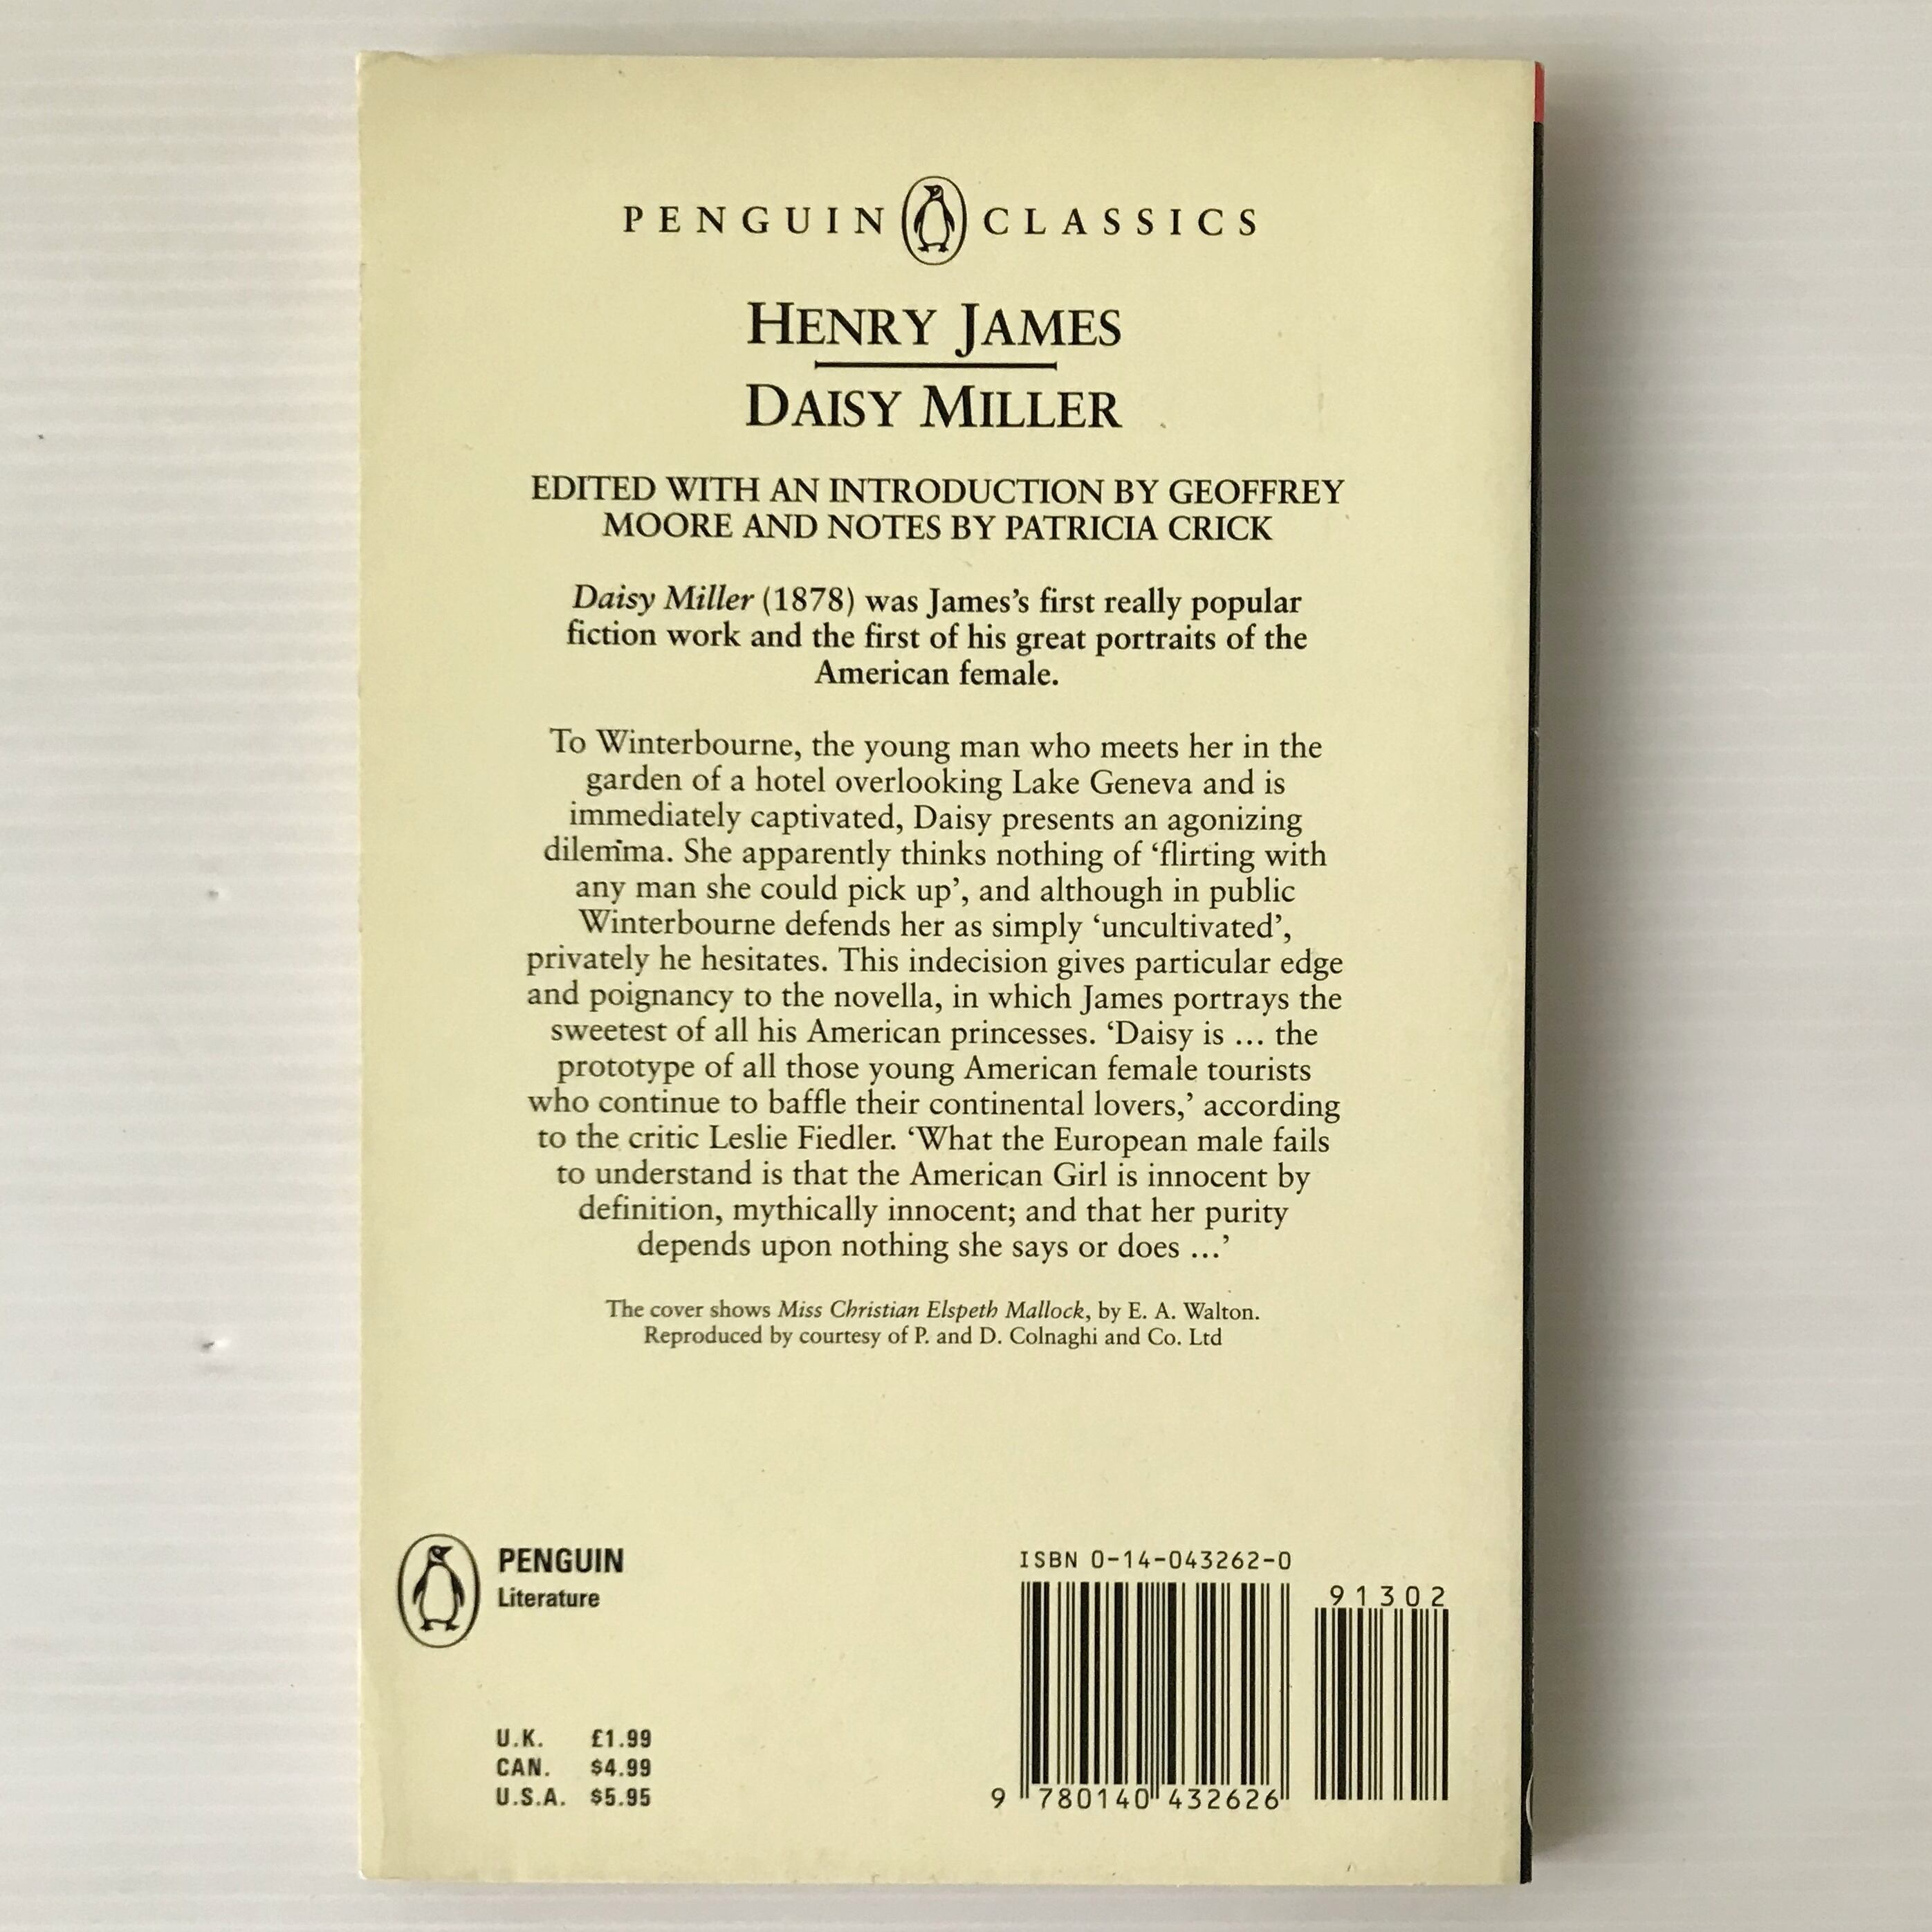 PENGUIN CLASSICS
HENRY JAMES
DAISY MILLER
EDITED WITH AN INTRODUCTION BY GEOFFREY
MOORE AND NOTES BY PATRICIA CRICK
Daisy Miller (1878) was James’s first really popular
fiction work and the first of his great portraits of the
American female.
To Winterbourne, the young man who meets her in the
garden of a hotel overlooking Lake Geneva and is
immediately captivated, Daisy presents an agonizing
dilemma. She apparently thinks nothing of ‘flirting with
any man she could pick up’, and although in public
Winterbourne defends her as simply ‘uncultivated’,
privately he hesitates. This indecision gives particular edge
and poignancy to the novella, in which James portrays the
sweetest of all his American princesses. ‘Daisy is ... the
prototype of all those young American female tourists
who continue to baffle their continental lovers,’ according
to the critic Leslie Fiedler. ‘What the European male fails
to understand is that the American Girl is innocent by
definition, mythically innocent; and that her purity
depends upon nothing she says or does ...’
The cover shows Miss Christian Elspeth Mallock, by E. A. Walton.
Reproduced by courtesy of P. and D. Colnaghi and Co. Ltd
PENGUIN
Literature
U.K. £1.99
CAN. $4.99
U.S.A. $5.95
ISBN 0-14-043262-0
91302
9 780140 432626